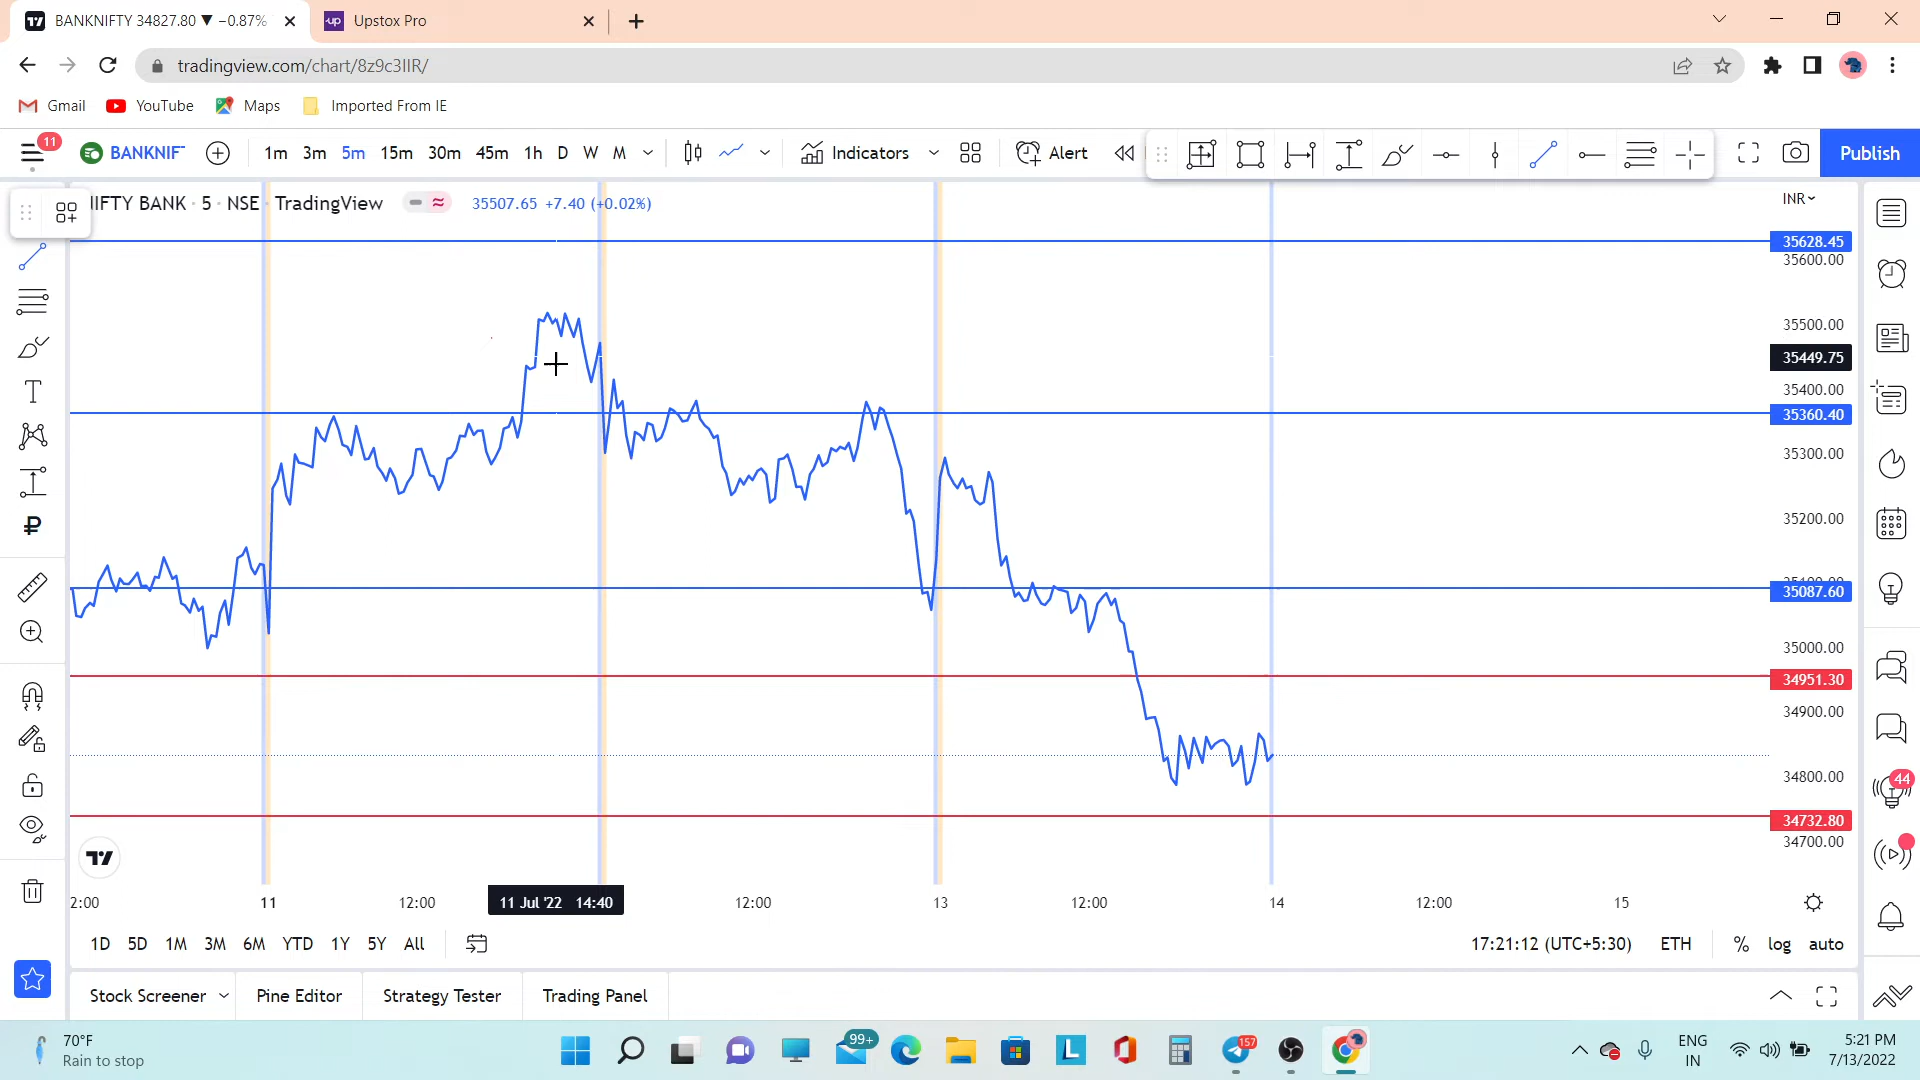 BANKNIFTY 34827.80 ▼ −0.87%
Upstox Pro
tradingview.com/chart/8z9c3IIR/
Gmail YouTube Maps Imported From IE
11
BANKNIFT 1m 3m 5m 15m 30m 45m 1h D W M Indicators Alert Publish
IFTY BANK · 5 · NSE TradingView 35507.65 +7.40 (+0.02%)
INR
35628.45
35600.00
35500.00
35449.75
35400.00
35360.40
35300.00
35200.00
35087.60
35000.00
34951.30
34900.00
34800.00
34732.80
34700.00
44
2:00 11 12:00 11 Jul '22 14:40 12:00 13 12:00 14 12:00 15
1D 5D 1M 3M 6M YTD 1Y 5Y All 17:21:12 (UTC+5:30) ETH % log auto
Stock Screener Pine Editor Strategy Tester Trading Panel
70°F
Rain to stop
99+
157
ENG
IN
5:21 PM
7/13/2022